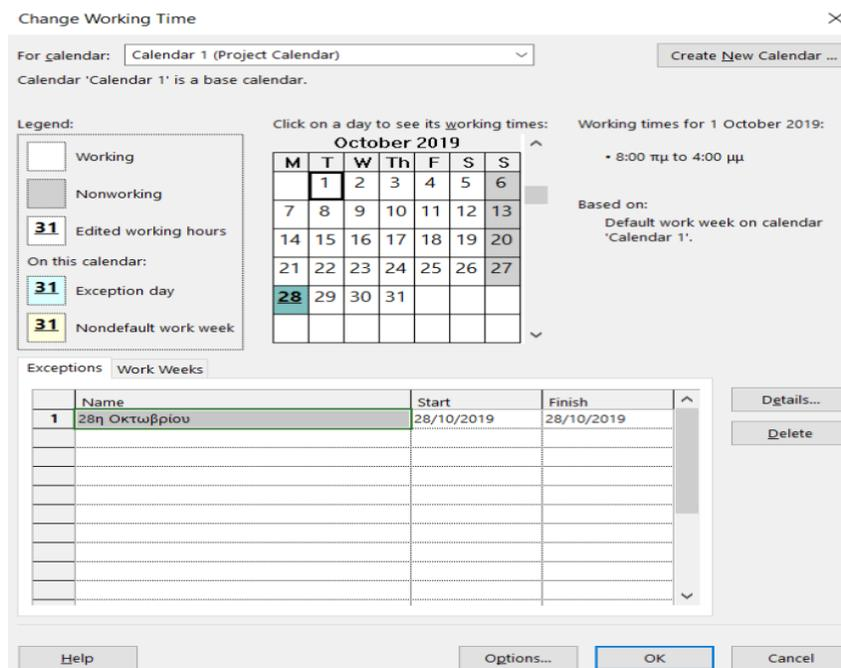 Change Working Time
For calendar: Calendar 1 (Project Calendar)
Create New Calendar ...
Calendar 'Calendar 1' is a base calendar.
Legend:
Working
Nonworking
31 Edited working hours
On this calendar:
31 Exception day
31 Nondefault work week
Click on a day to see its working times:
October 2019
M T W Th F S S
1 2 3 4 5 6
7 8 9 10 11 12 13
14 15 16 17 18 19 20
21 22 23 24 25 26 27
28 29 30 31
Working times for 1 October 2019:
• 8:00 πμ to 4:00 μμ
Based on:
Default work week on calendar
'Calendar 1'.
Exceptions Work Weeks
Name Start Finish
1 28η Οκτωβρίου 28/10/2019 28/10/2019
Details...
Delete
Help Options... OK Cancel